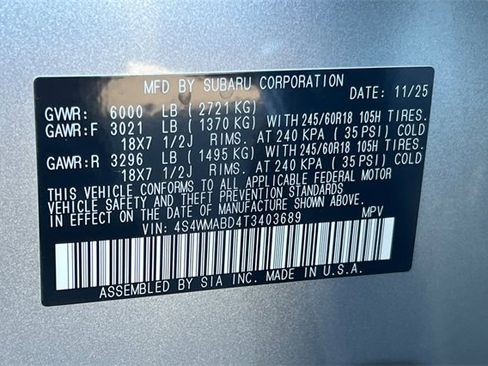 MFD BY SUBARU CORPORATION
DATE: 11/25
GVWR: 6000 LB ( 2721 KG)
GAWR:F 3021 LB ( 1370 KG) WITH 245/60R18 105H TIRES.
18X7 1/2J RIMS. AT 240 KPA ( 35 PSI) COLD
GAWR:R 3296 LB ( 1495 KG) WITH 245/60R18 105H TIRES.
18X7 1/2J RIMS. AT 240 KPA ( 35 PSI) COLD
THIS VEHICLE CONFORMS TO ALL APPLICABLE FEDERAL MOTOR
VEHICLE SAFETY AND THEFT PREVENTION STANDARDS
IN EFFECT ON THE DATE OF MANUFACTURE SHOWN ABOVE.
VIN: 4S4WMABD4T3403689 MPV
ASSEMBLED BY SIA INC. MADE IN U.S.A.